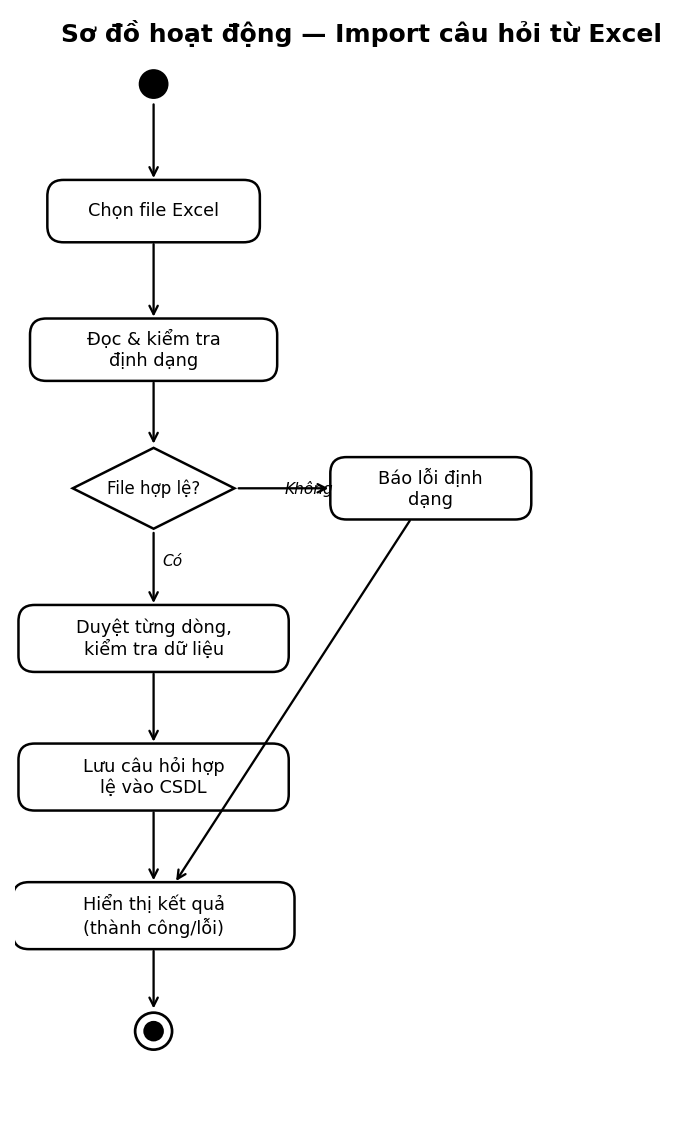 Sơ đồ hoạt động — Import câu hỏi từ Excel
Chọn file Excel
Đọc & kiểm tra
định dạng
File hợp lệ?
Không
Báo lỗi định
dạng
Có
Duyệt từng dòng,
kiểm tra dữ liệu
Lưu câu hỏi hợp
lệ vào CSDL
Hiển thị kết quả
(thành công/lỗi)